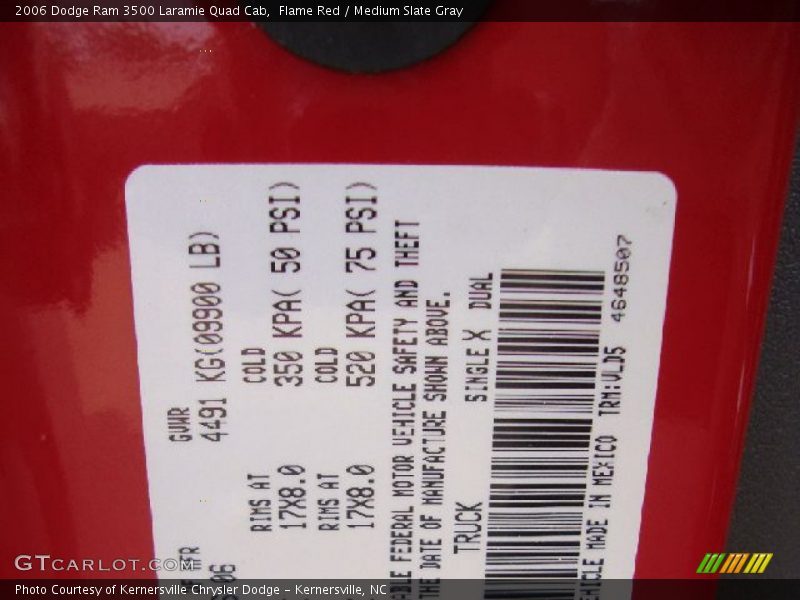 2006 Dodge Ram 3500 Laramie Quad Cab, Flame Red / Medium Slate Gray
GVWR
4491 KG(09900 LB)
RIMS AT COLD
17X8.0 350 KPA( 50 PSI)
RIMS AT COLD
17X8.0 520 KPA( 75 PSI)
FEDERAL MOTOR VEHICLE SAFETY AND THEFT
THE DATE OF MANUFACTURE SHOWN ABOVE.
TRUCK SINGLE X DUAL
MADE IN MEXICO TRM:VLD5 4648507
GTCARLOT.COM
Photo Courtesy of Kernersville Chrysler Dodge – Kernersville, NC